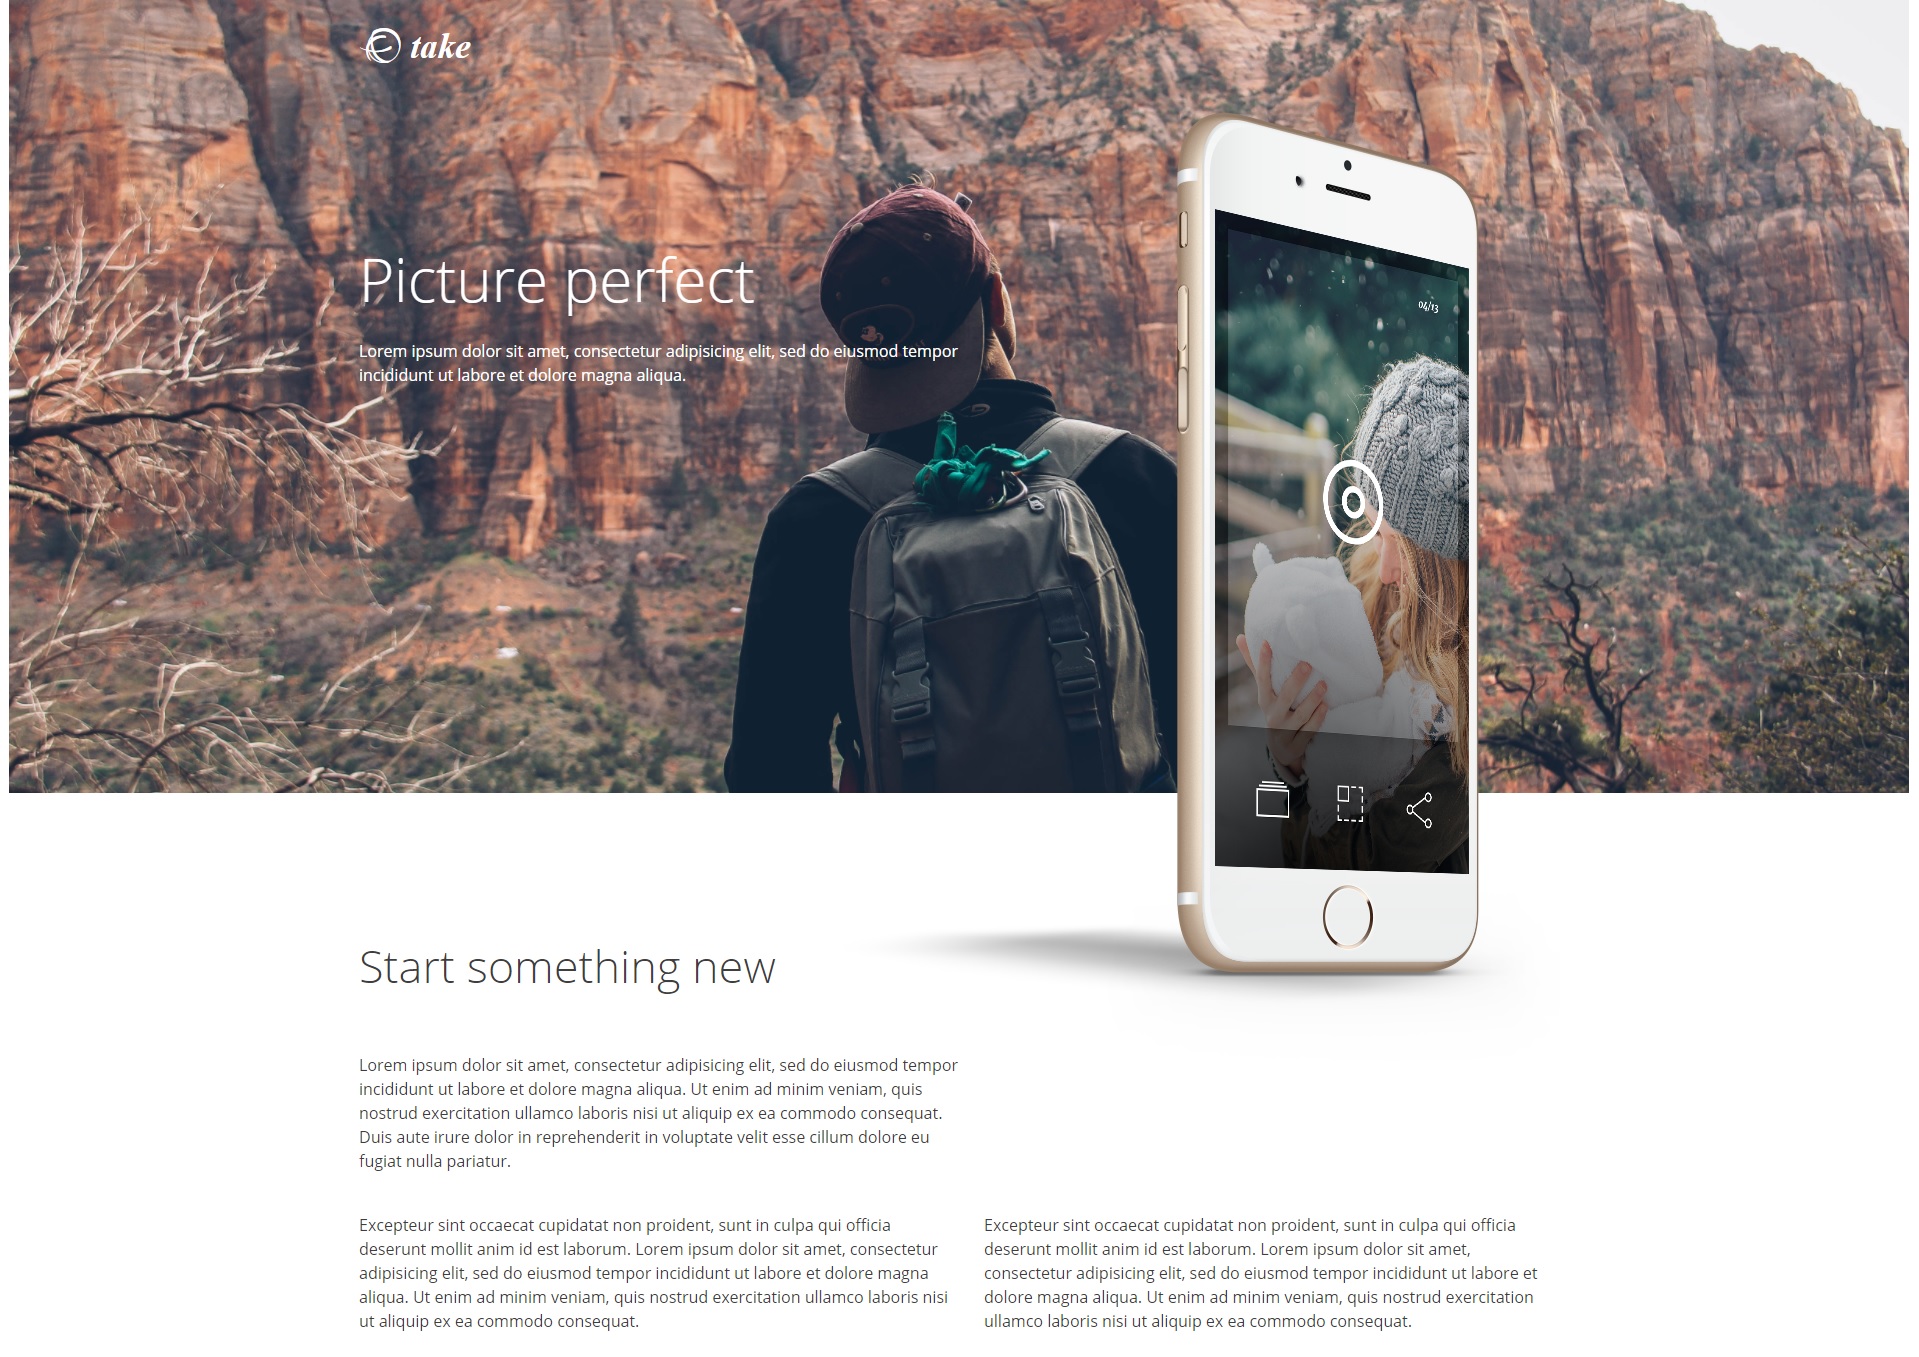 take
Picture perfect
Lorem ipsum dolor sit amet, consectetur adipisicing elit, sed do eiusmod tempor
incididunt ut labore et dolore magna aliqua.
04/13
Start something new
Lorem ipsum dolor sit amet, consectetur adipisicing elit, sed do eiusmod tempor
incididunt ut labore et dolore magna aliqua. Ut enim ad minim veniam, quis
nostrud exercitation ullamco laboris nisi ut aliquip ex ea commodo consequat.
Duis aute irure dolor in reprehenderit in voluptate velit esse cillum dolore eu
fugiat nulla pariatur.
Excepteur sint occaecat cupidatat non proident, sunt in culpa qui officia
deserunt mollit anim id est laborum. Lorem ipsum dolor sit amet, consectetur
adipisicing elit, sed do eiusmod tempor incididunt ut labore et dolore magna
aliqua. Ut enim ad minim veniam, quis nostrud exercitation ullamco laboris nisi
ut aliquip ex ea commodo consequat.
Excepteur sint occaecat cupidatat non proident, sunt in culpa qui officia
deserunt mollit anim id est laborum. Lorem ipsum dolor sit amet,
consectetur adipisicing elit, sed do eiusmod tempor incididunt ut labore et
dolore magna aliqua. Ut enim ad minim veniam, quis nostrud exercitation
ullamco laboris nisi ut aliquip ex ea commodo consequat.